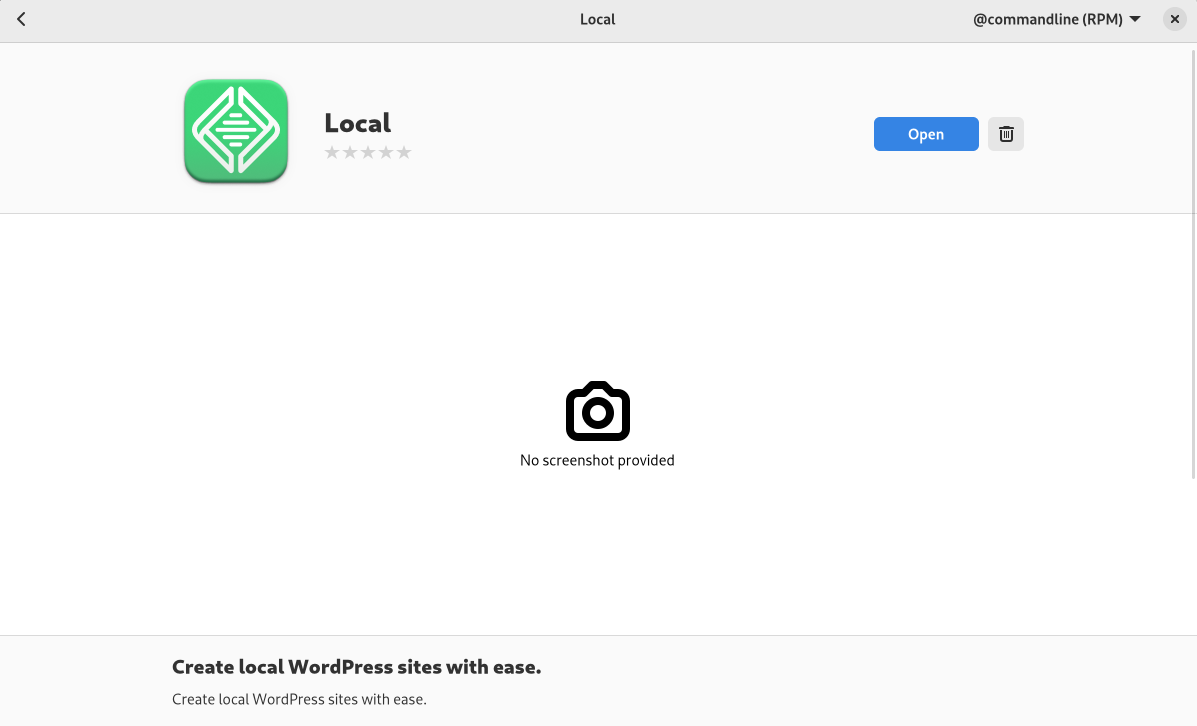 Local
@commandline (RPM)
Local
Open
No screenshot provided
Create local WordPress sites with ease.
Create local WordPress sites with ease.